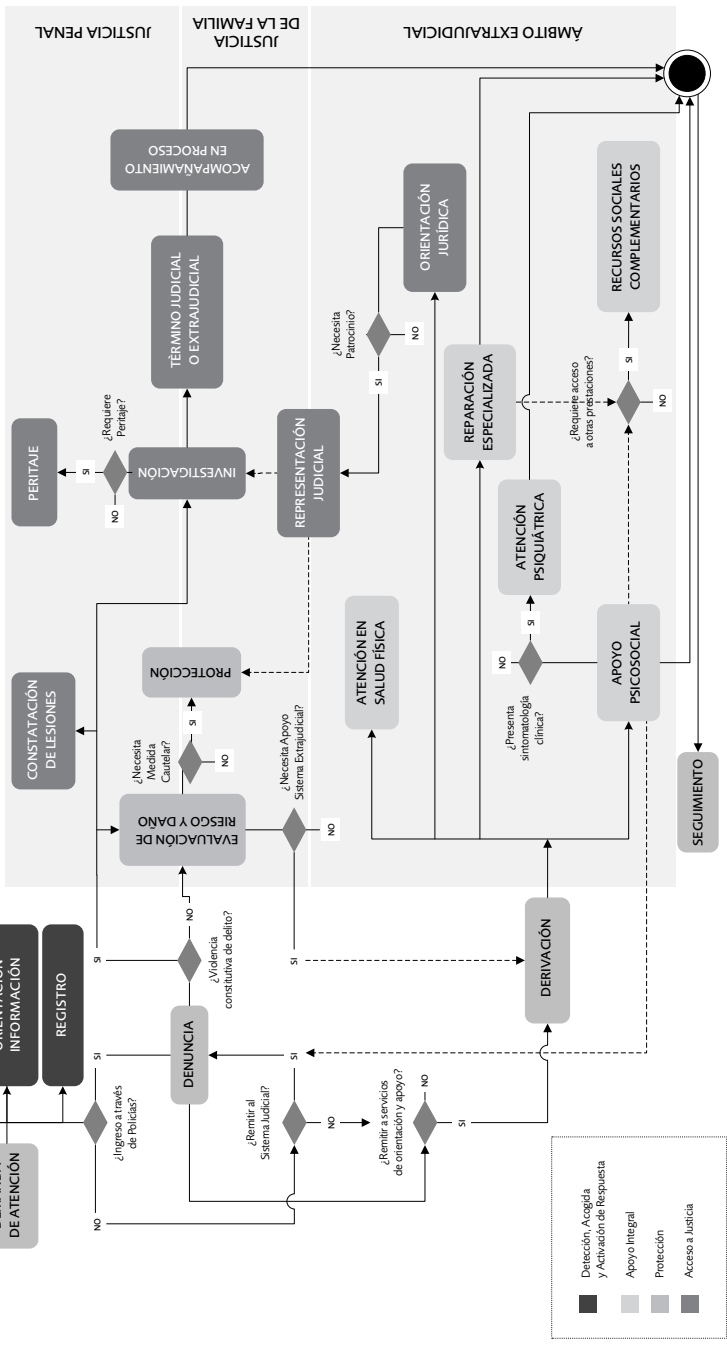 JUSTICIA PENAL
JUSTICIA
DE LA FAMILIA
ÁMBITO EXTRAJUDICIAL
DE ATENCIÓN
INFORMACIÓN
REGISTRO
¿Ingreso a través
de Policías?
NO
SI
DENUNCIA
¿Violencia
constitutiva de delito?
SI
NO
¿Remitir al
Sistema Judicial?
SI
NO
¿Remitir a servicios
de orientación y apoyo?
NO
SI
DERIVACIÓN
EVALUACIÓN DE
RIESGO Y DAÑO
¿Necesita
Medida
Cautelar?
SI
NO
¿Necesita Apoyo
Sistema Extrajudicial?
SI
NO
CONSTATACIÓN
DE LESIONES
PROTECCIÓN
PERITAJE
¿Requiere
Peritaje?
SI
NO
INVESTIGACIÓN
REPRESENTACIÓN
JUDICIAL
TÉRMINO JUDICIAL
O EXTRAJUDICIAL
ACOMPAÑAMIENTO
EN PROCESO
¿Necesita
Patrocinio?
SI
NO
ORIENTACIÓN
JURÍDICA
ATENCIÓN EN
SALUD FÍSICA
REPARACIÓN
ESPECIALIZADA
¿Presenta
sintomatología
clínica?
NO
SI
ATENCIÓN
PSIQUIÁTRICA
APOYO
PSICOSOCIAL
¿Requiere acceso
a otras prestaciones?
SI
NO
RECURSOS SOCIALES
COMPLEMENTARIOS
SEGUIMIENTO
Detección, Acogida
y Activación de Respuesta
Apoyo Integral
Protección
Acceso a Justicia